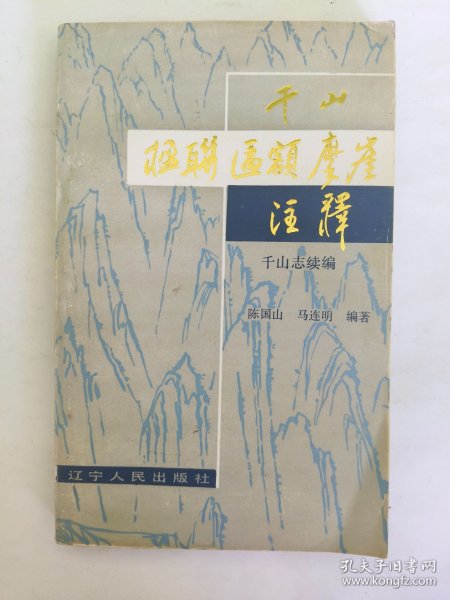 千山
楹聯匾額摩崖
注釋
千山志续编
陈国山 马连明 编著
辽宁人民出版社
孔夫子旧书网
www.kongfz.com